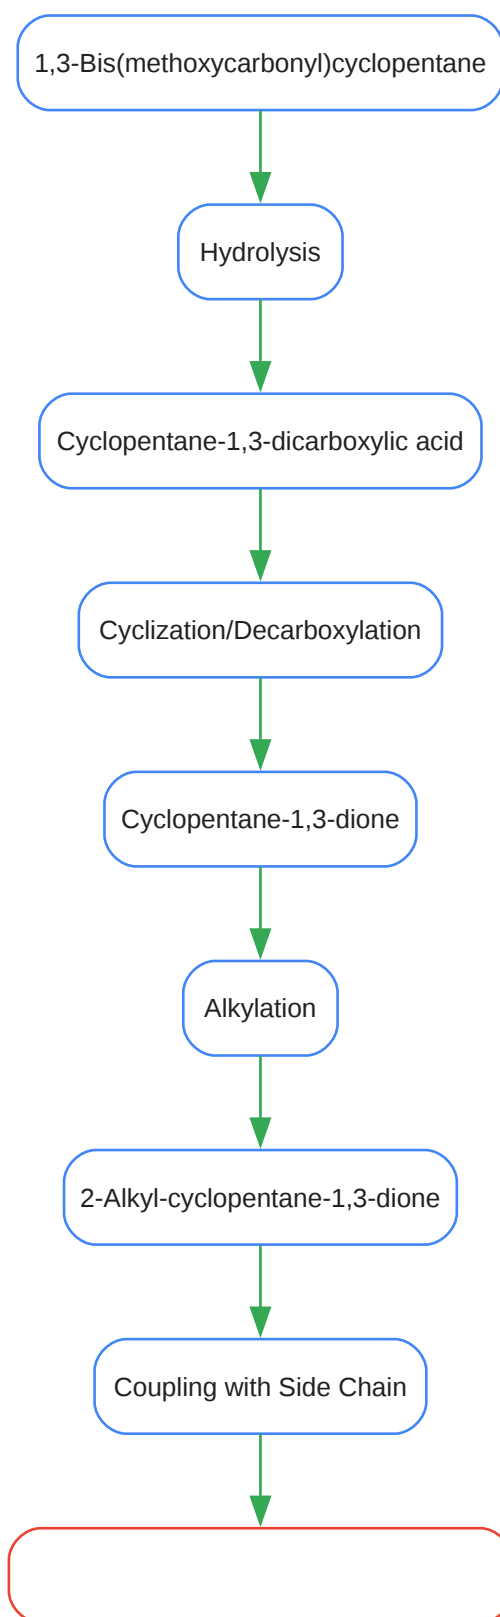 1,3-Bis(methoxycarbonyl)cyclopentane
Hydrolysis
Cyclopentane-1,3-dicarboxylic acid
Cyclization/Decarboxylation
Cyclopentane-1,3-dione
Alkylation
2-Alkyl-cyclopentane-1,3-dione
Coupling with Side Chain